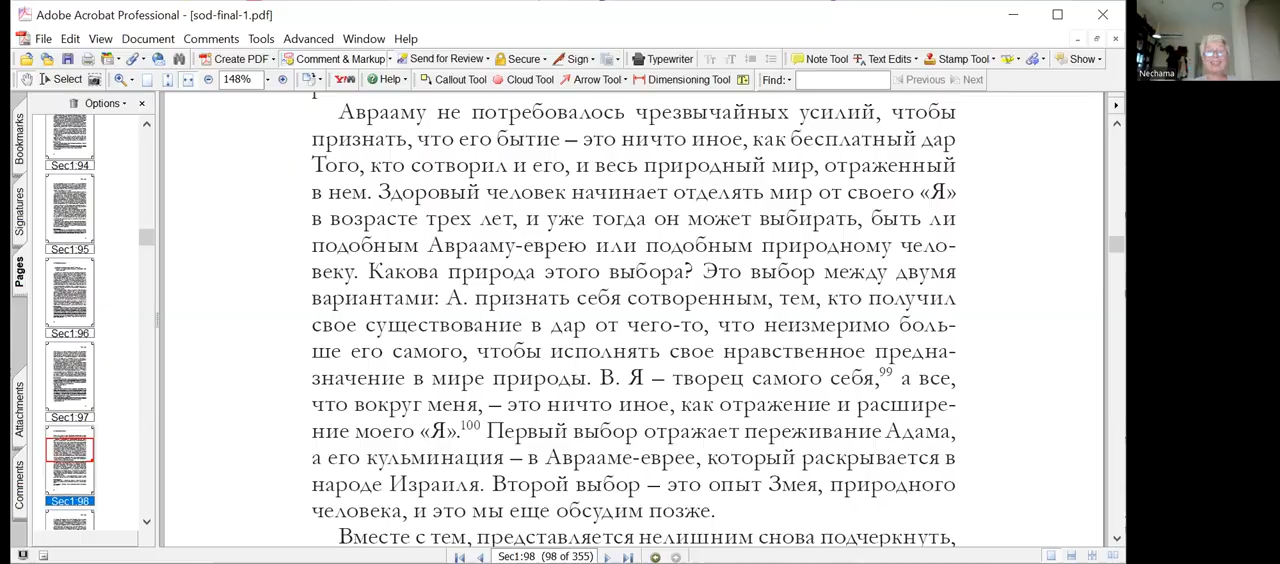 Adobe Acrobat Professional - [sod-final-1.pdf]
File Edit View Document Comments Tools Advanced Window Help
Create PDF Comment & Markup Send for Review Secure Sign Typewriter Note Tool Text Edits Stamp Tool Show
Select 148% Help Callout Tool Cloud Tool Arrow Tool Dimensioning Tool Find: Previous Next
Nechama
Options
Bookmarks
Signatures
Pages
Attachments
Comments
Sec1:94
Sec1:95
Sec1:96
Sec1:97
Sec1:98
Аврааму не потребовалось чрезвычайных усилий, чтобы
признать, что его бытие – это ничто иное, как бесплатный дар
Того, кто сотворил и его, и весь природный мир, отраженный
в нем. Здоровый человек начинает отделять мир от своего «Я»
в возрасте трех лет, и уже тогда он может выбирать, быть ли
подобным Аврааму-еврею или подобным природному чело-
веку. Какова природа этого выбора? Это выбор между двумя
вариантами: А. признать себя сотворенным, тем, кто получил
свое существование в дар от чего-то, что неизмеримо боль-
ше его самого, чтобы исполнять свое нравственное предна-
значение в мире природы. В. Я – творец самого себя,99 а все,
что вокруг меня, – это ничто иное, как отражение и расшире-
ние моего «Я».100 Первый выбор отражает переживание Адама,
а его кульминация – в Аврааме-еврее, который раскрывается в
народе Израиля. Второй выбор – это опыт Змея, природного
человека, и это мы еще обсудим позже.
Вместе с тем, представляется нелишним снова подчеркнуть,
Sec1:98 (98 of 355)